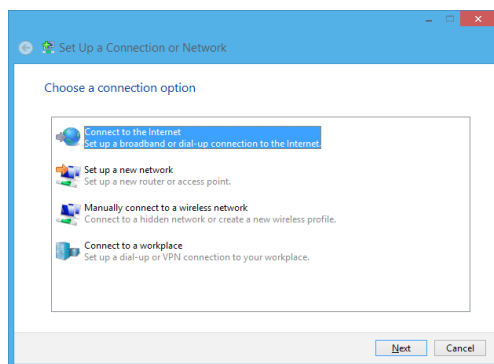 Set Up a Connection or Network
Choose a connection option
Connect to the Internet
Set up a broadband or dial-up connection to the Internet.
Set up a new network
Set up a new router or access point.
Manually connect to a wireless network
Connect to a hidden network or create a new wireless profile.
Connect to a workplace
Set up a dial-up or VPN connection to your workplace.
Next Cancel